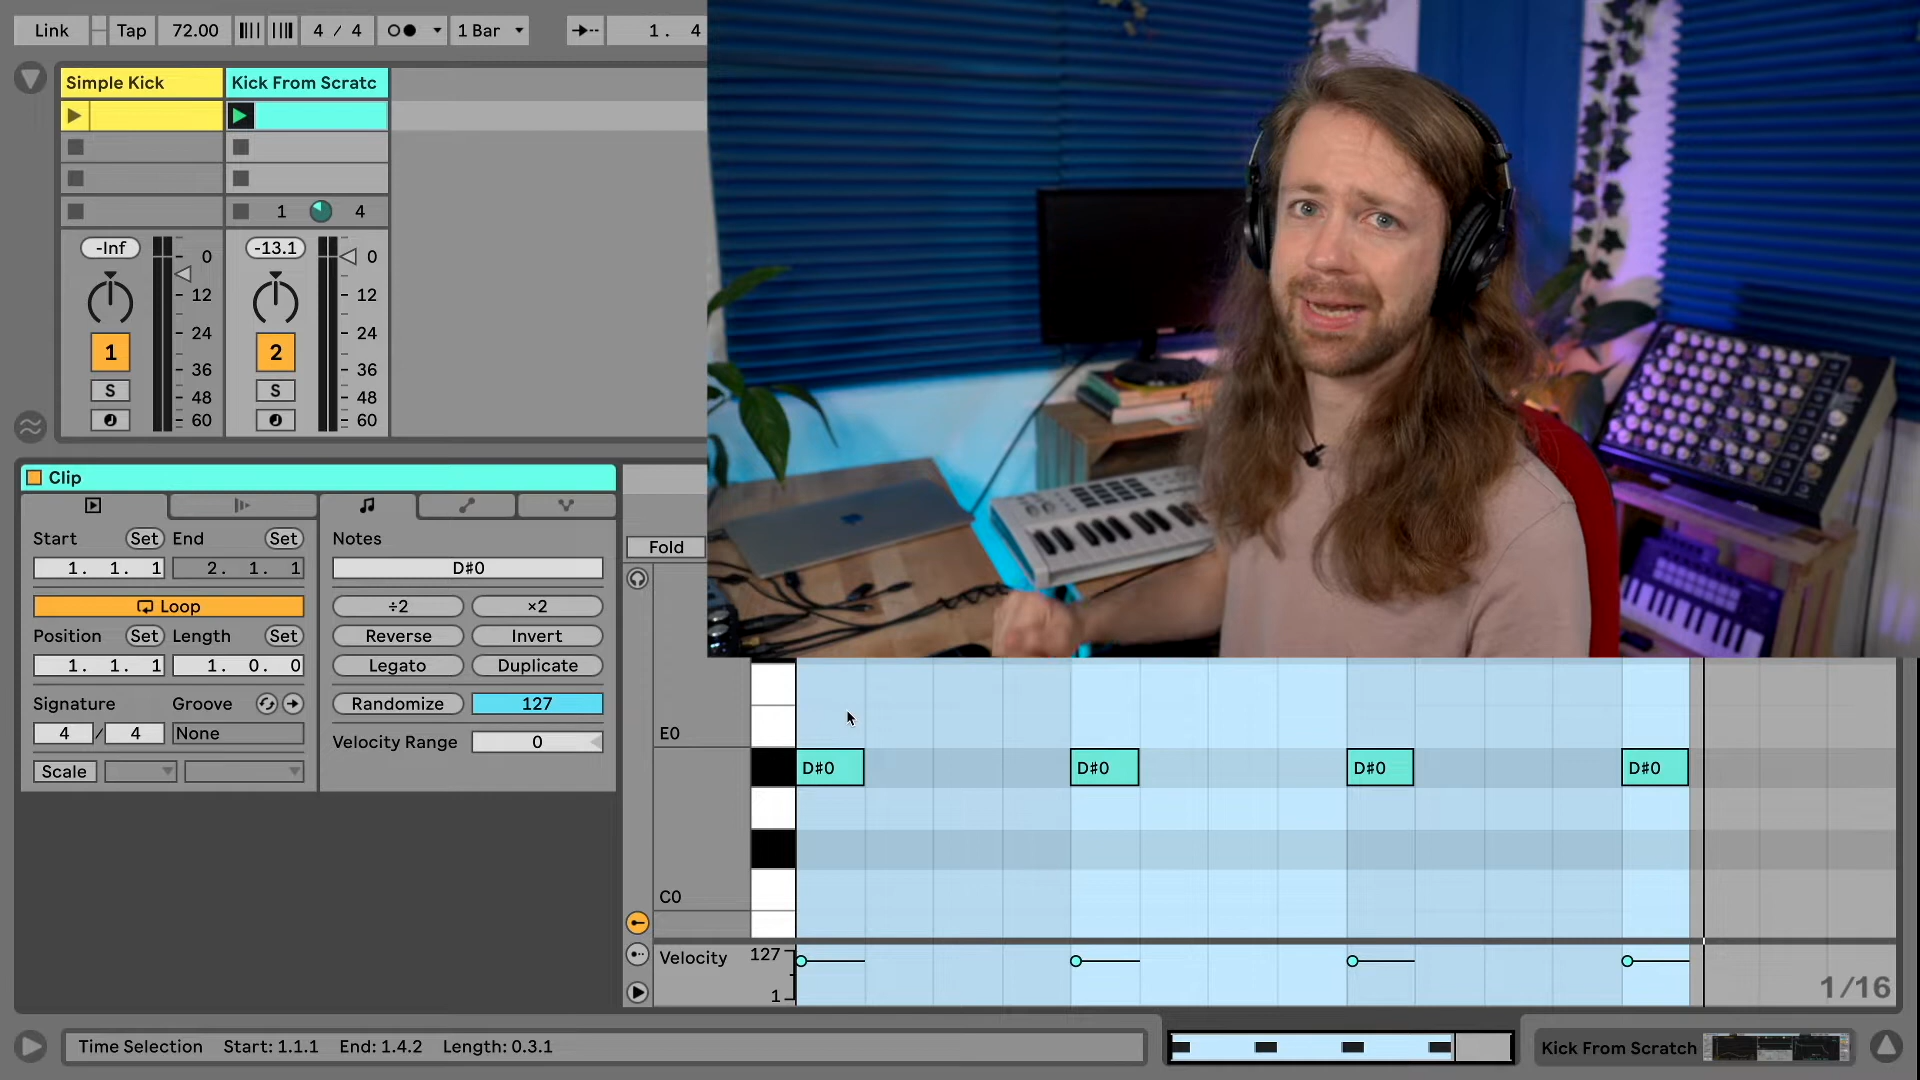 Link Tap 72.00 4 / 4 1 Bar 1. 4
Simple Kick Kick From Scratc
1 4
-Inf -13.1
0 0
12 12
24 24
1 2
36 36
S S
48 48
60 60
Clip
Start Set End Set Notes
1. 1. 1 2. 1. 1 D#0
Fold
Loop ÷2 ×2
Position Set Length Set Reverse Invert
1. 1. 1 1. 0. 0 Legato Duplicate
Signature Groove Randomize 127
4 / 4 None Velocity Range 0
Scale
E0
D#0 D#0 D#0 D#0
C0
Velocity 127
1
1/16
Time Selection Start: 1.1.1 End: 1.4.2 Length: 0.3.1
Kick From Scratch